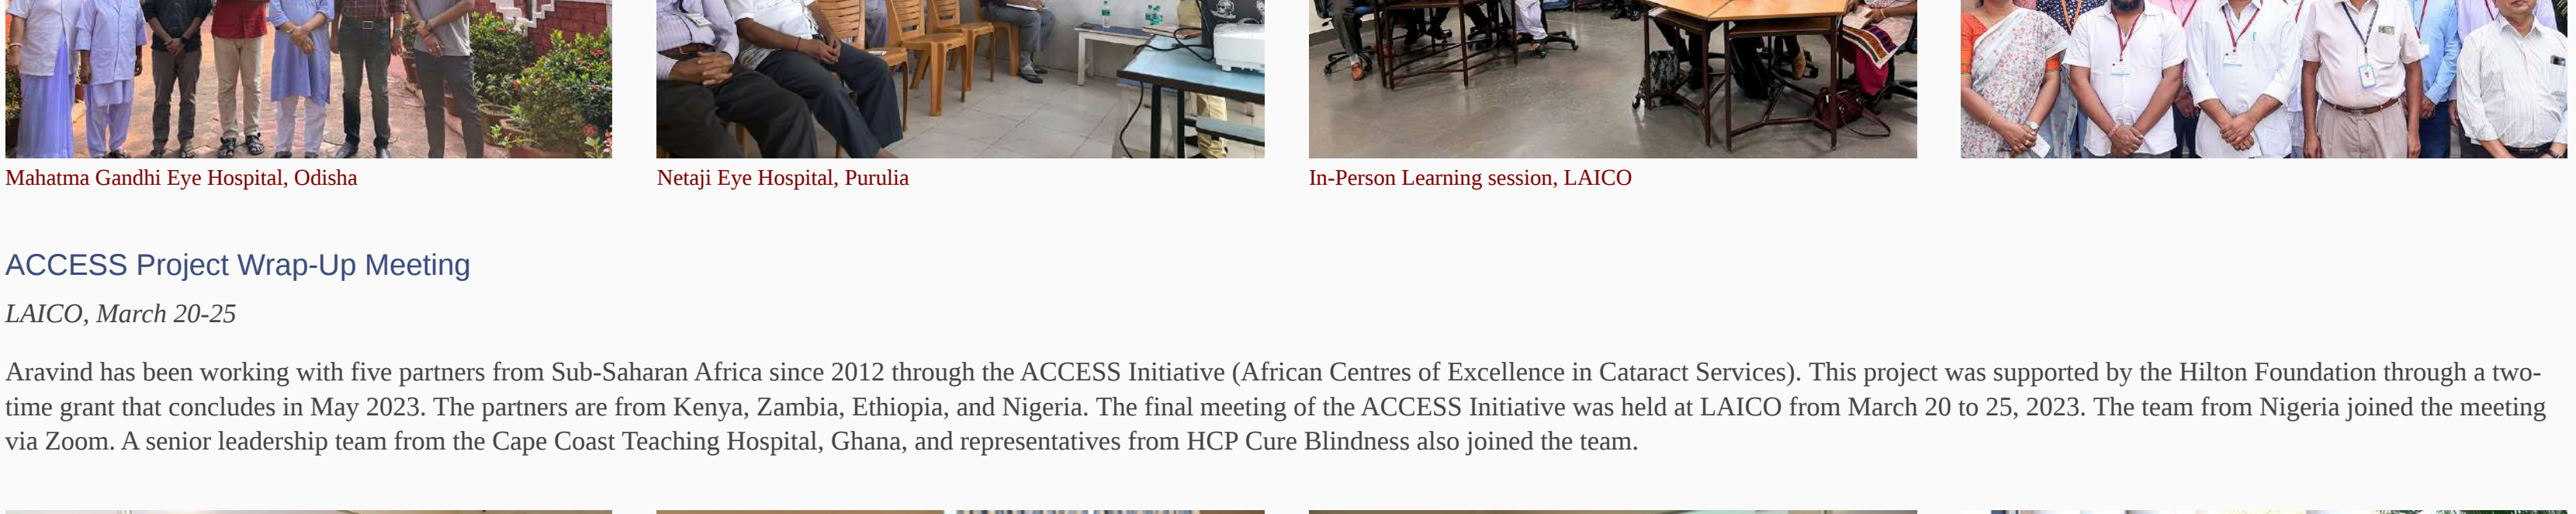 Mahatma Gandhi Eye Hospital, Odisha
Netaji Eye Hospital, Purulia
In-Person Learning session, LAICO
ACCESS Project Wrap-Up Meeting
LAICO, March 20-25
Aravind has been working with five partners from Sub-Saharan Africa since 2012 through the ACCESS Initiative (African Centres of Excellence in Cataract Services). This project was supported by the Hilton Foundation through a two-
time grant that concludes in May 2023. The partners are from Kenya, Zambia, Ethiopia, and Nigeria. The final meeting of the ACCESS Initiative was held at LAICO from March 20 to 25, 2023. The team from Nigeria joined the meeting
via Zoom. A senior leadership team from the Cape Coast Teaching Hospital, Ghana, and representatives from HCP Cure Blindness also joined the team.